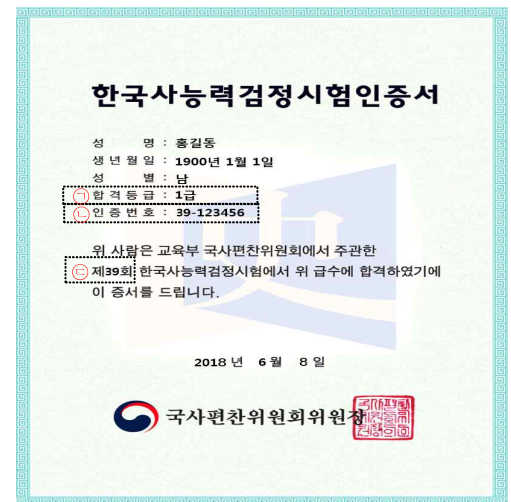 한국사능력검정시험인증서
성 명 : 홍길동
생 년 월 일 : 1900년 1월 1일
성 별 : 남
㉠ 합 격 등 급 : 1급
㉡ 인 증 번 호 : 39-123456
위 사람은 교육부 국사편찬위원회에서 주관한
㉢ 제39회 한국사능력검정시험에서 위 급수에 합격하였기에
이 증서를 드립니다.
2018 년 6 월 8 일
국사편찬위원회위원장